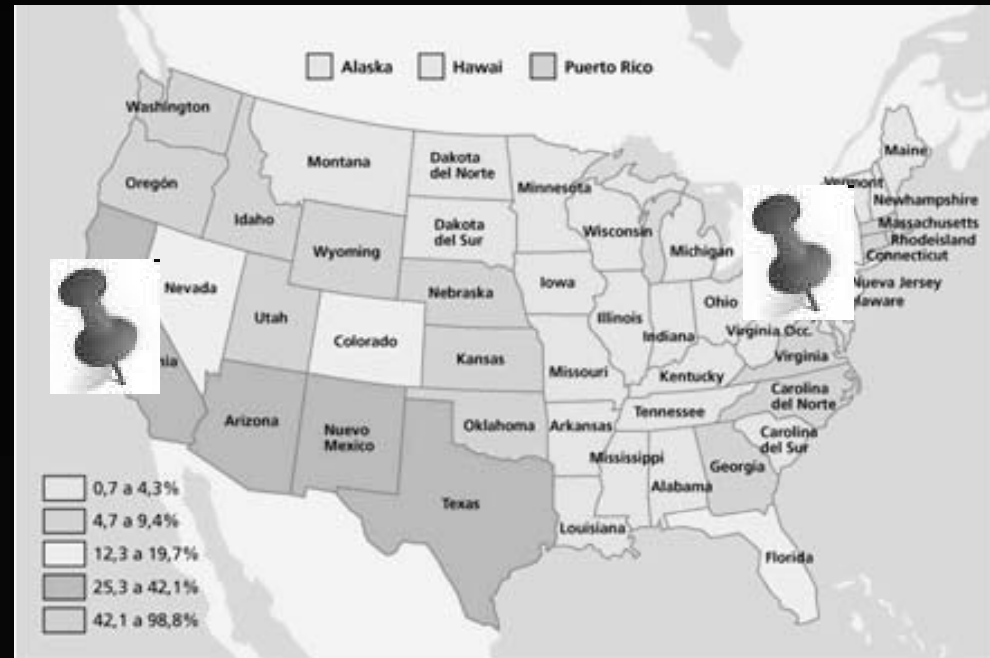 Alaska
Hawai
Puerto Rico
Washington
Montana
Dakota
del Norte
Minnesota
Maine
Vermont
Newhampshire
Massachusetts
Rhodeisland
Connecticut
Oregón
Idaho
Wyoming
Dakota
del Sur
Wisconsin
Michigan
Nevada
Nebraska
Iowa
Nueva Jersey
Utah
Colorado
Kansas
Illinois
Indiana
Ohio
Virginia Occ.
Virginia
Missouri
Kentucky
Carolina
del Norte
Arizona
Nuevo
Mexico
Oklahoma
Arkansas
Tennessee
Carolina
del Sur
Mississippi
Alabama
Georgia
Texas
Louisiana
Florida
0,7 a 4,3%
4,7 a 9,4%
12,3 a 19,7%
25,3 a 42,1%
42,1 a 98,8%